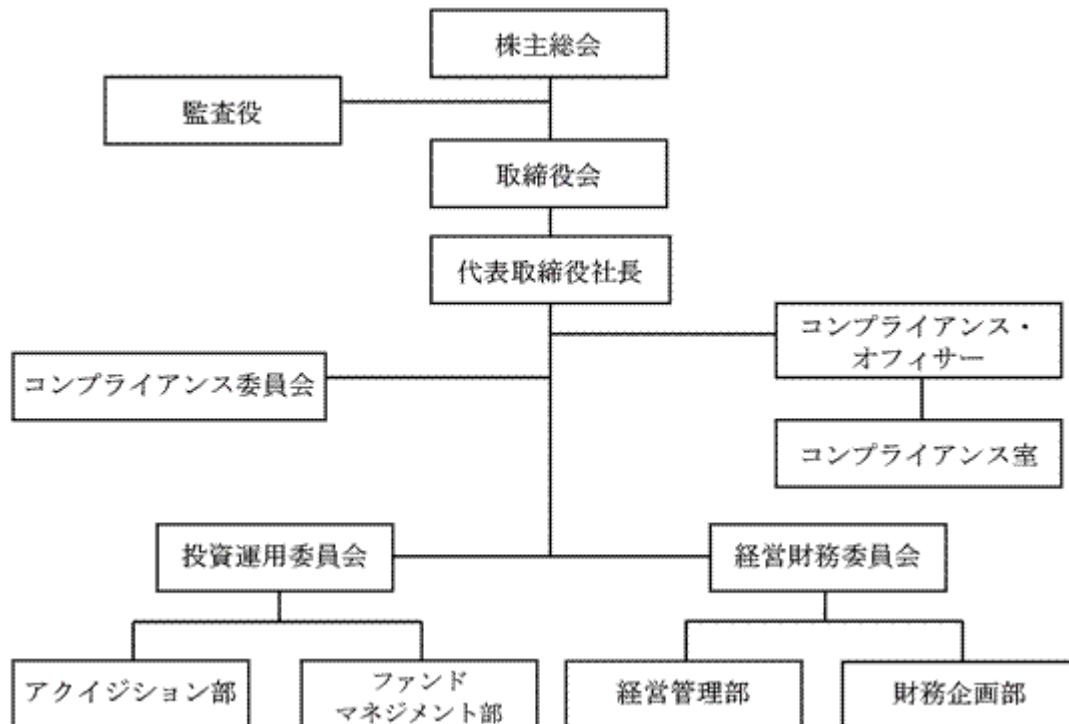 株主総会
監査役
取締役会
代表取締役社長
コンプライアンス・
オフィサー
コンプライアンス委員会
コンプライアンス室
投資運用委員会
経営財務委員会
アクイジション部
ファンド
マネジメント部
経営管理部
財務企画部